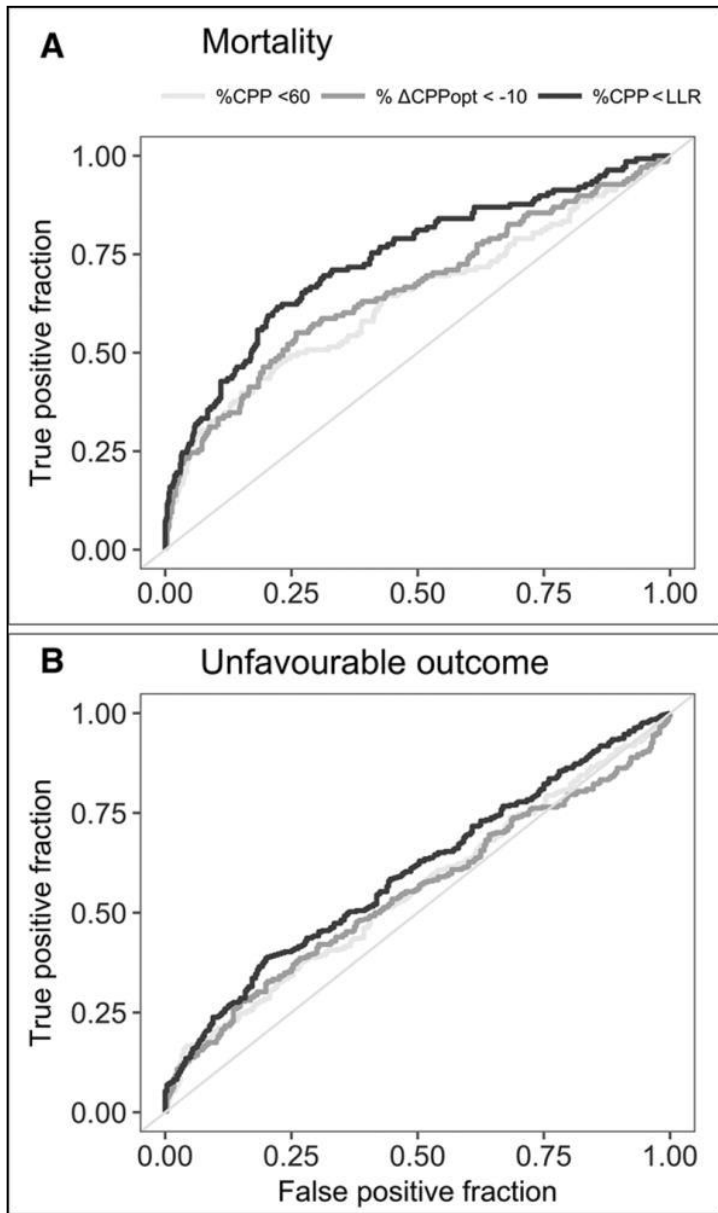 A Mortality
%CPP <60 % ΔCPPopt < -10 %CPP <LLR
1.00
0.75
0.50
0.25
0.00
True positive fraction
0.00 0.25 0.50 0.75 1.00
B Unfavourable outcome
1.00
0.75
0.50
0.25
0.00
True positive fraction
0.00 0.25 0.50 0.75 1.00
False positive fraction